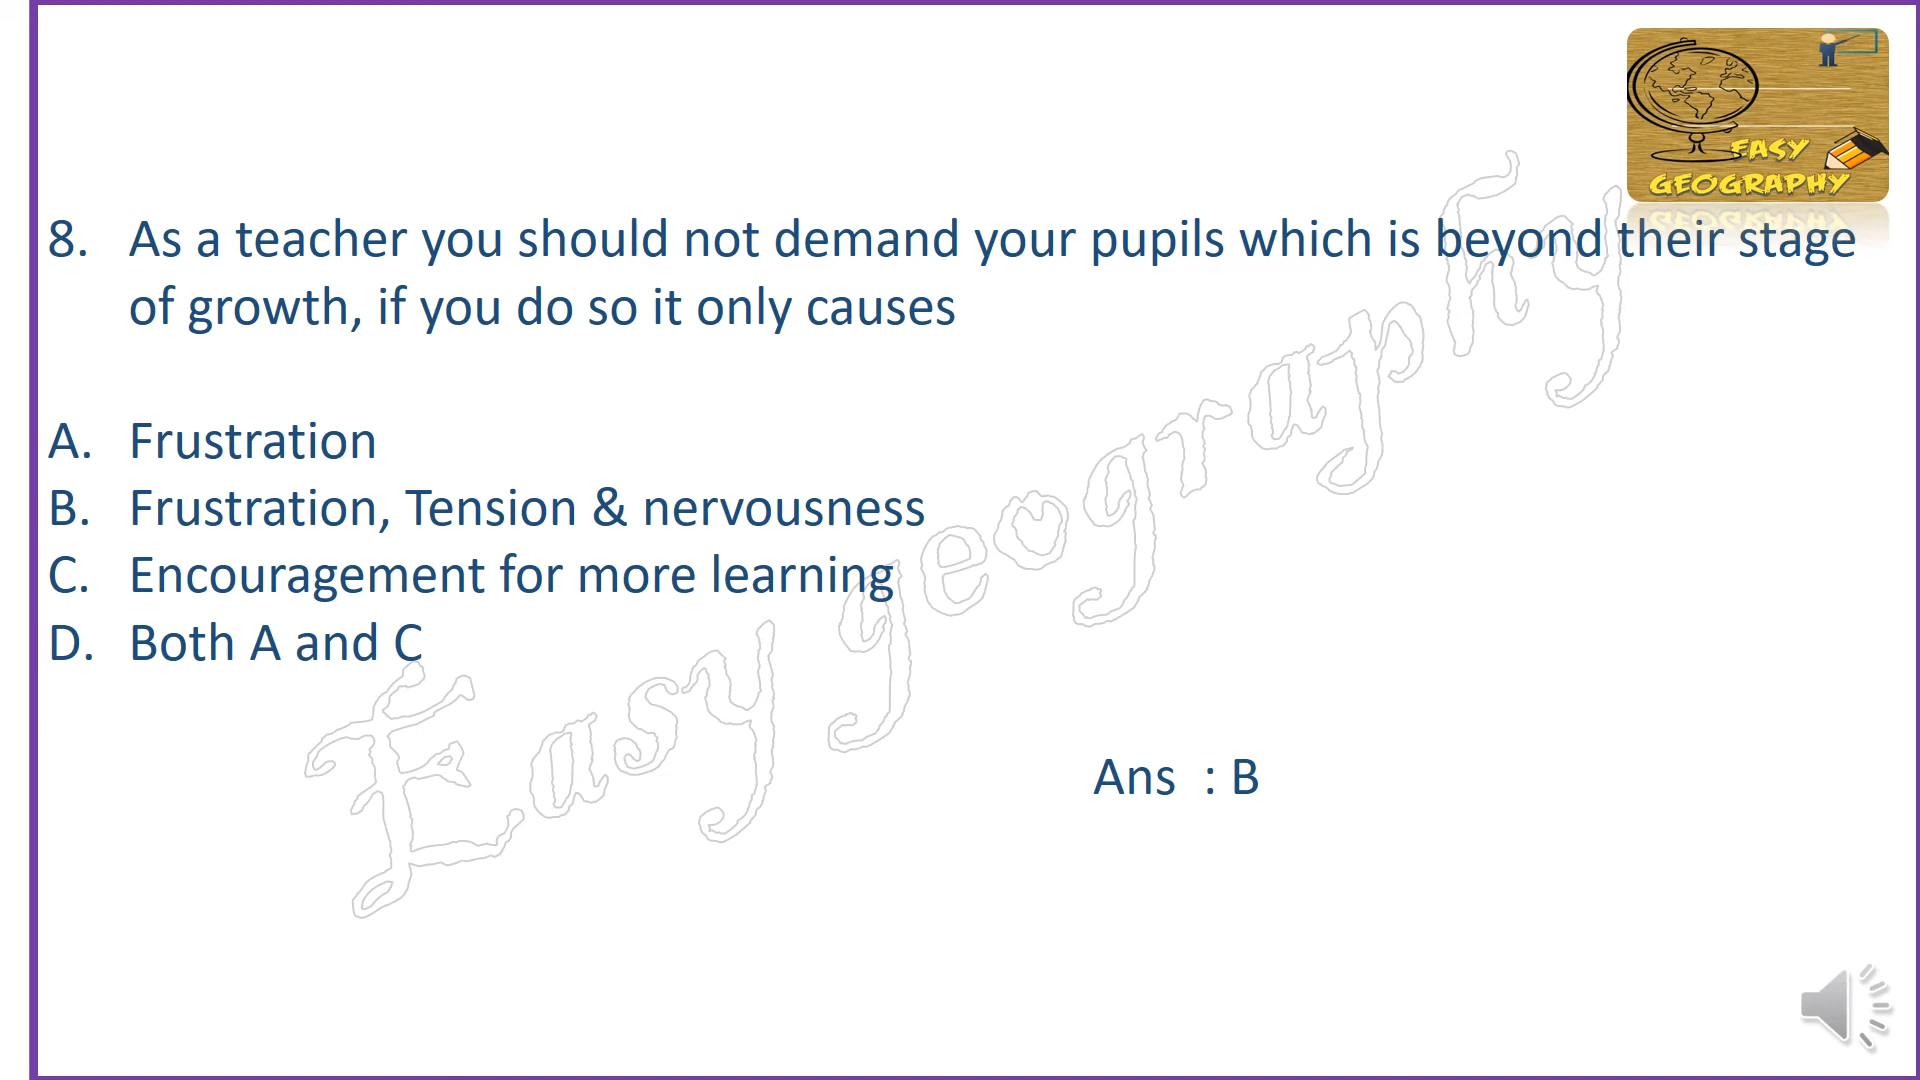 EASY
GEOGRAPHY
8. As a teacher you should not demand your pupils which is beyond their stage
of growth, if you do so it only causes
A. Frustration
B. Frustration, Tension & nervousness
C. Encouragement for more learning
D. Both A and C
Ans : B
Easy geography